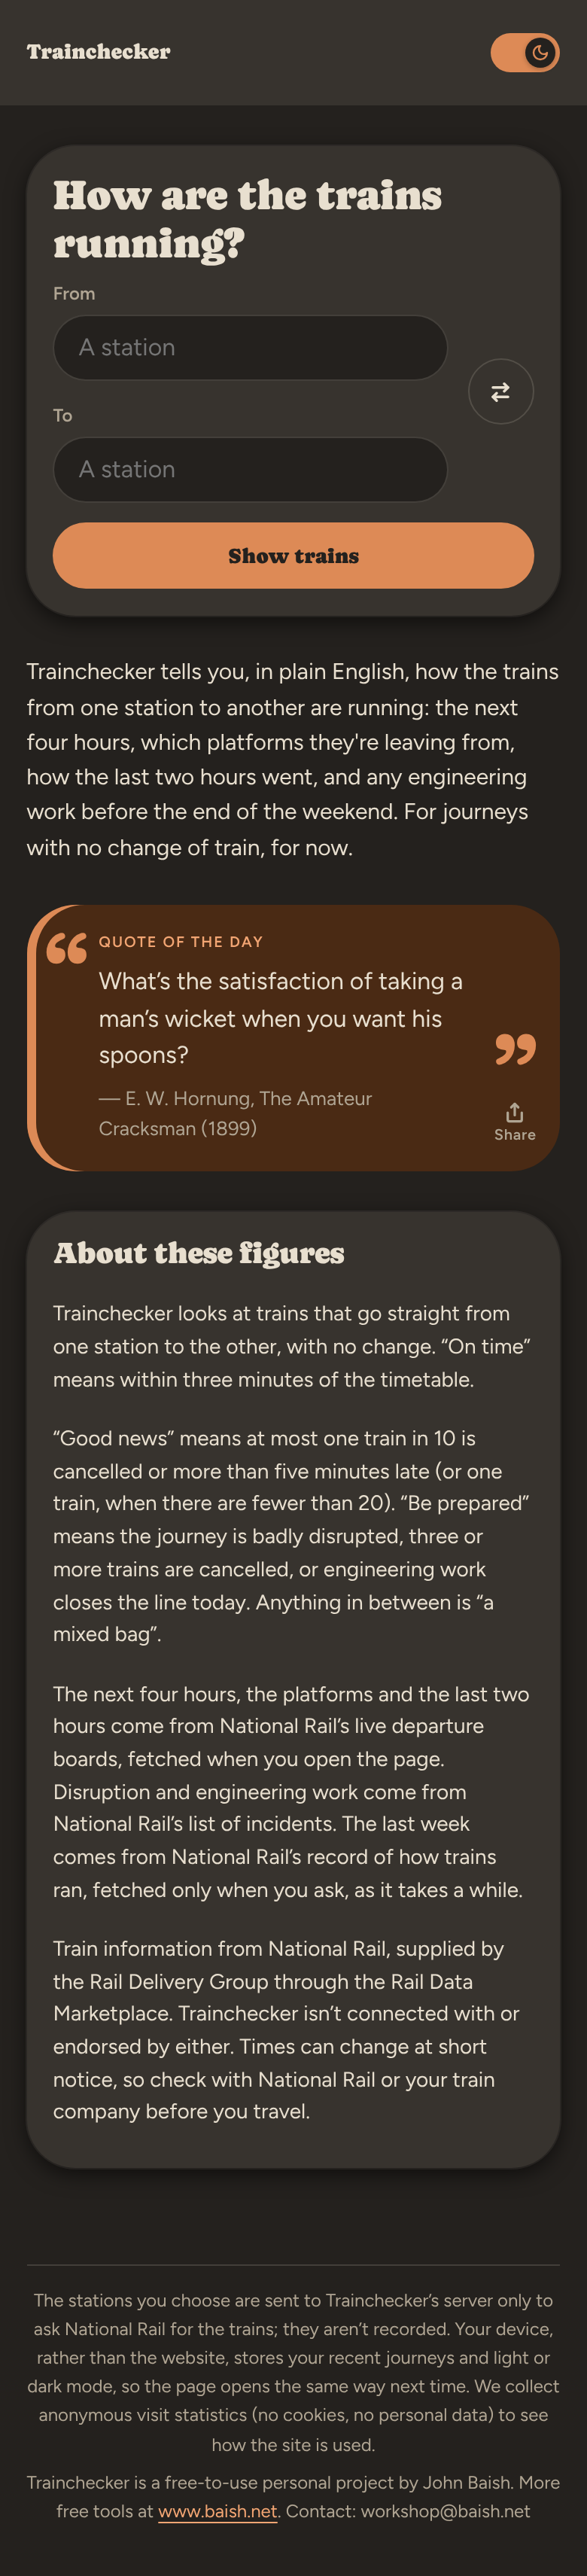 Trainchecker
How are the trains
running?
From
A station
To
A station
Show trains
Trainchecker tells you, in plain English, how the trains
from one station to another are running: the next
four hours, which platforms they're leaving from,
how the last two hours went, and any engineering
work before the end of the weekend. For journeys
with no change of train, for now.
“
QUOTE OF THE DAY
What’s the satisfaction of taking a
man’s wicket when you want his
spoons?
”
— E. W. Hornung, The Amateur
Cracksman (1899)
Share
About these figures
Trainchecker looks at trains that go straight from
one station to the other, with no change. “On time”
means within three minutes of the timetable.
“Good news” means at most one train in 10 is
cancelled or more than five minutes late (or one
train, when there are fewer than 20). “Be prepared”
means the journey is badly disrupted, three or
more trains are cancelled, or engineering work
closes the line today. Anything in between is “a
mixed bag”.
The next four hours, the platforms and the last two
hours come from National Rail’s live departure
boards, fetched when you open the page.
Disruption and engineering work come from
National Rail’s list of incidents. The last week
comes from National Rail’s record of how trains
ran, fetched only when you ask, as it takes a while.
Train information from National Rail, supplied by
the Rail Delivery Group through the Rail Data
Marketplace. Trainchecker isn’t connected with or
endorsed by either. Times can change at short
notice, so check with National Rail or your train
company before you travel.
The stations you choose are sent to Trainchecker’s server only to
ask National Rail for the trains; they aren’t recorded. Your device,
rather than the website, stores your recent journeys and light or
dark mode, so the page opens the same way next time. We collect
anonymous visit statistics (no cookies, no personal data) to see
how the site is used.
Trainchecker is a free-to-use personal project by John Baish. More
free tools at www.baish.net. Contact: workshop@baish.net